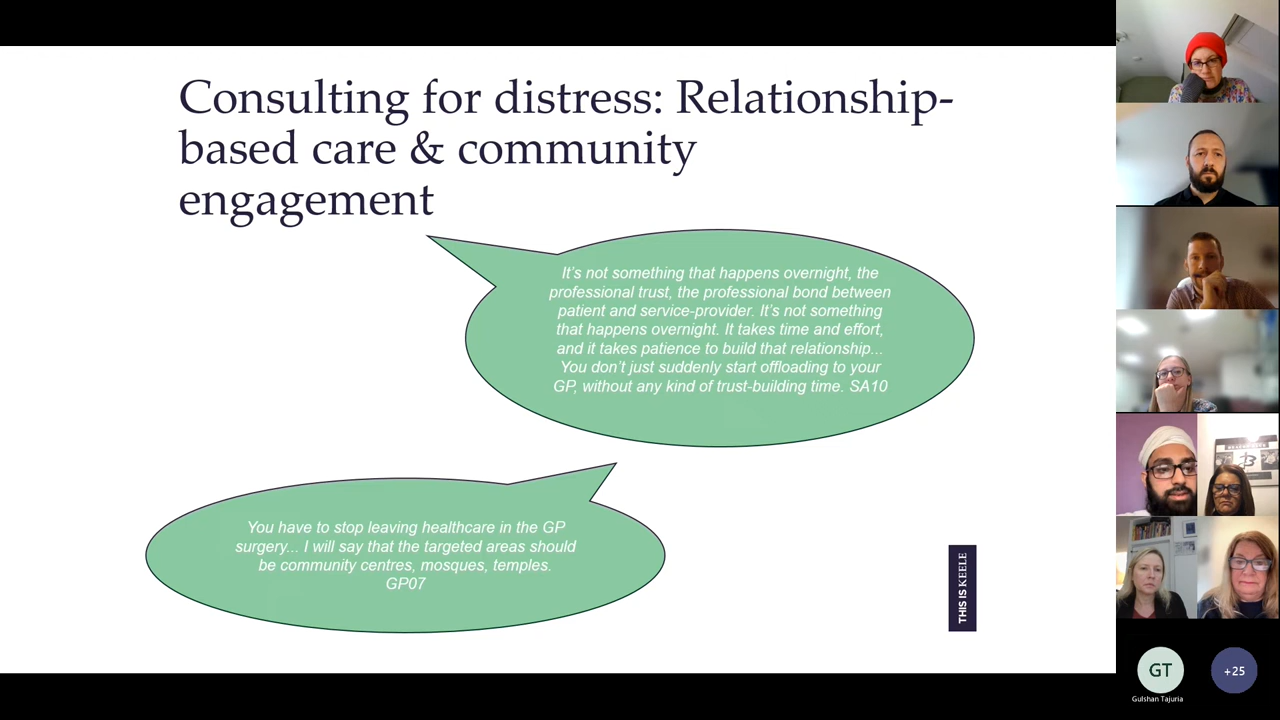 Consulting for distress: Relationship-
based care & community
engagement
It's not something that happens overnight, the
professional trust, the professional bond between
patient and service-provider. It's not something
that happens overnight. It takes time and effort,
and it takes patience to build that relationship...
You don't just suddenly start offloading to your
GP, without any kind of trust-building time. SA10
You have to stop leaving healthcare in the GP
surgery... I will say that the targeted areas should
be community centres, mosques, temples.
GP07
THIS IS KEELE
GT
+25
Gulshan Tajuria